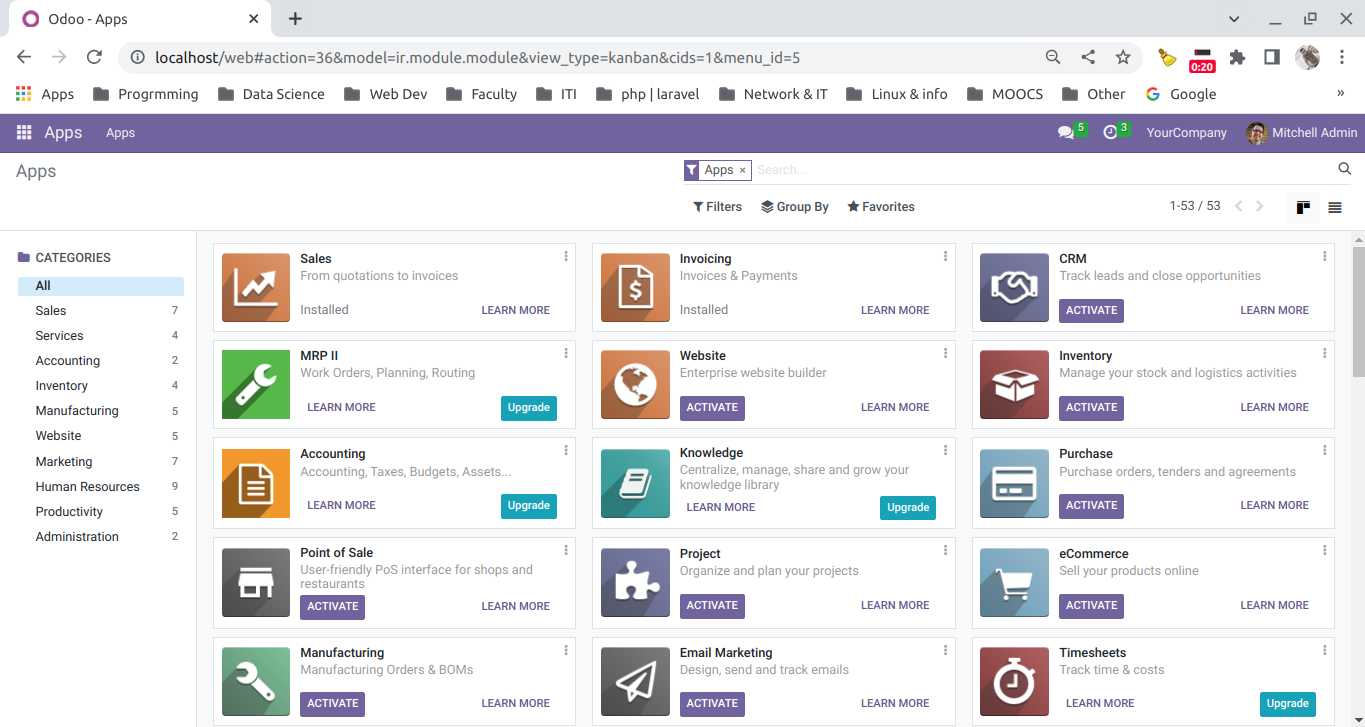 Odoo - Apps
localhost/web#action=36&model=ir.module.module&view_type=kanban&cids=1&menu_id=5
0:20
Apps Progrmming Data Science Web Dev Faculty ITI php | laravel Network & IT Linux & info MOOCS Other Google »
Apps Apps 5 3 YourCompany Mitchell Admin
Apps
Apps × Search...
Filters Group By Favorites 1-53 / 53
CATEGORIES
All
Sales 7
Services 4
Accounting 2
Inventory 4
Manufacturing 5
Website 5
Marketing 7
Human Resources 9
Productivity 5
Administration 2
Sales
From quotations to invoices
Installed LEARN MORE
Invoicing
Invoices & Payments
Installed LEARN MORE
CRM
Track leads and close opportunities
ACTIVATE LEARN MORE
MRP II
Work Orders, Planning, Routing
LEARN MORE Upgrade
Website
Enterprise website builder
ACTIVATE LEARN MORE
Inventory
Manage your stock and logistics activities
ACTIVATE LEARN MORE
Accounting
Accounting, Taxes, Budgets, Assets...
LEARN MORE Upgrade
Knowledge
Centralize, manage, share and grow your
knowledge library
LEARN MORE Upgrade
Purchase
Purchase orders, tenders and agreements
ACTIVATE LEARN MORE
Point of Sale
User-friendly PoS interface for shops and
restaurants
ACTIVATE LEARN MORE
Project
Organize and plan your projects
ACTIVATE LEARN MORE
eCommerce
Sell your products online
ACTIVATE LEARN MORE
Manufacturing
Manufacturing Orders & BOMs
ACTIVATE LEARN MORE
Email Marketing
Design, send and track emails
ACTIVATE LEARN MORE
Timesheets
Track time & costs
LEARN MORE Upgrade